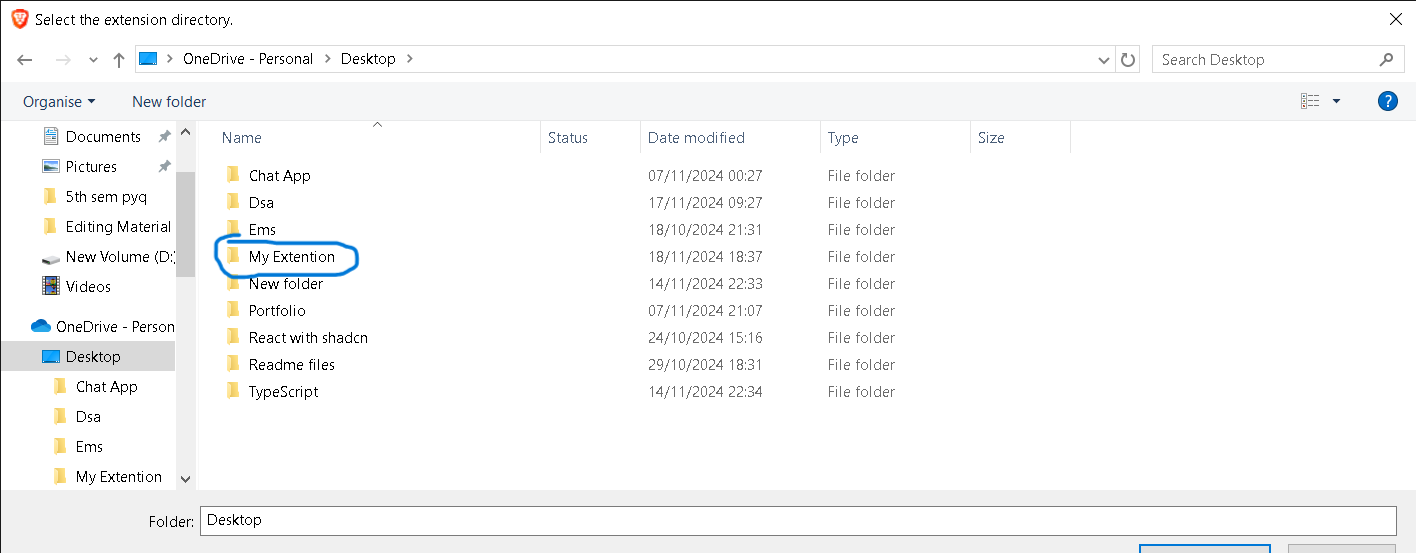 Select the extension directory.
OneDrive - Personal Desktop
Search Desktop
Organise New folder
?
Documents
Pictures
5th sem pyq
Editing Material
New Volume (D:)
Videos
OneDrive - Person
Desktop
Chat App
Dsa
Ems
My Extention
Name Status Date modified Type Size
Chat App 07/11/2024 00:27 File folder
Dsa 17/11/2024 09:27 File folder
Ems 18/10/2024 21:31 File folder
My Extention 18/11/2024 18:37 File folder
New folder 14/11/2024 22:33 File folder
Portfolio 07/11/2024 21:07 File folder
React with shadcn 24/10/2024 15:16 File folder
Readme files 29/10/2024 18:31 File folder
TypeScript 14/11/2024 22:34 File folder
Folder: Desktop